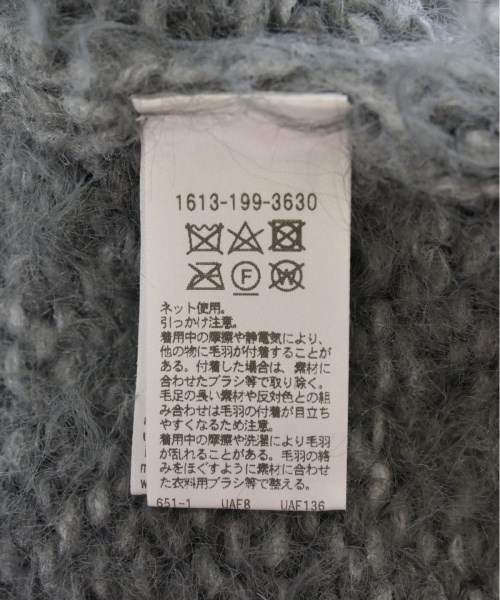 1613-199-3630
F
W
ネット使用。
引っかけ注意。
着用中の摩擦や静電気により、
他の物に毛羽が付着することが
ある。付着した場合は、素材に
合わせたブラシ等で取り除く。
毛足の長い素材や反対色との組
み合わせは毛羽の付着が目立ち
やすくなるため注意。
着用中の摩擦や洗濯により毛羽
が乱れることがある。毛羽の絡
みをほぐすように素材に合わせ
た衣料用ブラシ等で整える。
651-1 UAF8 UAF136